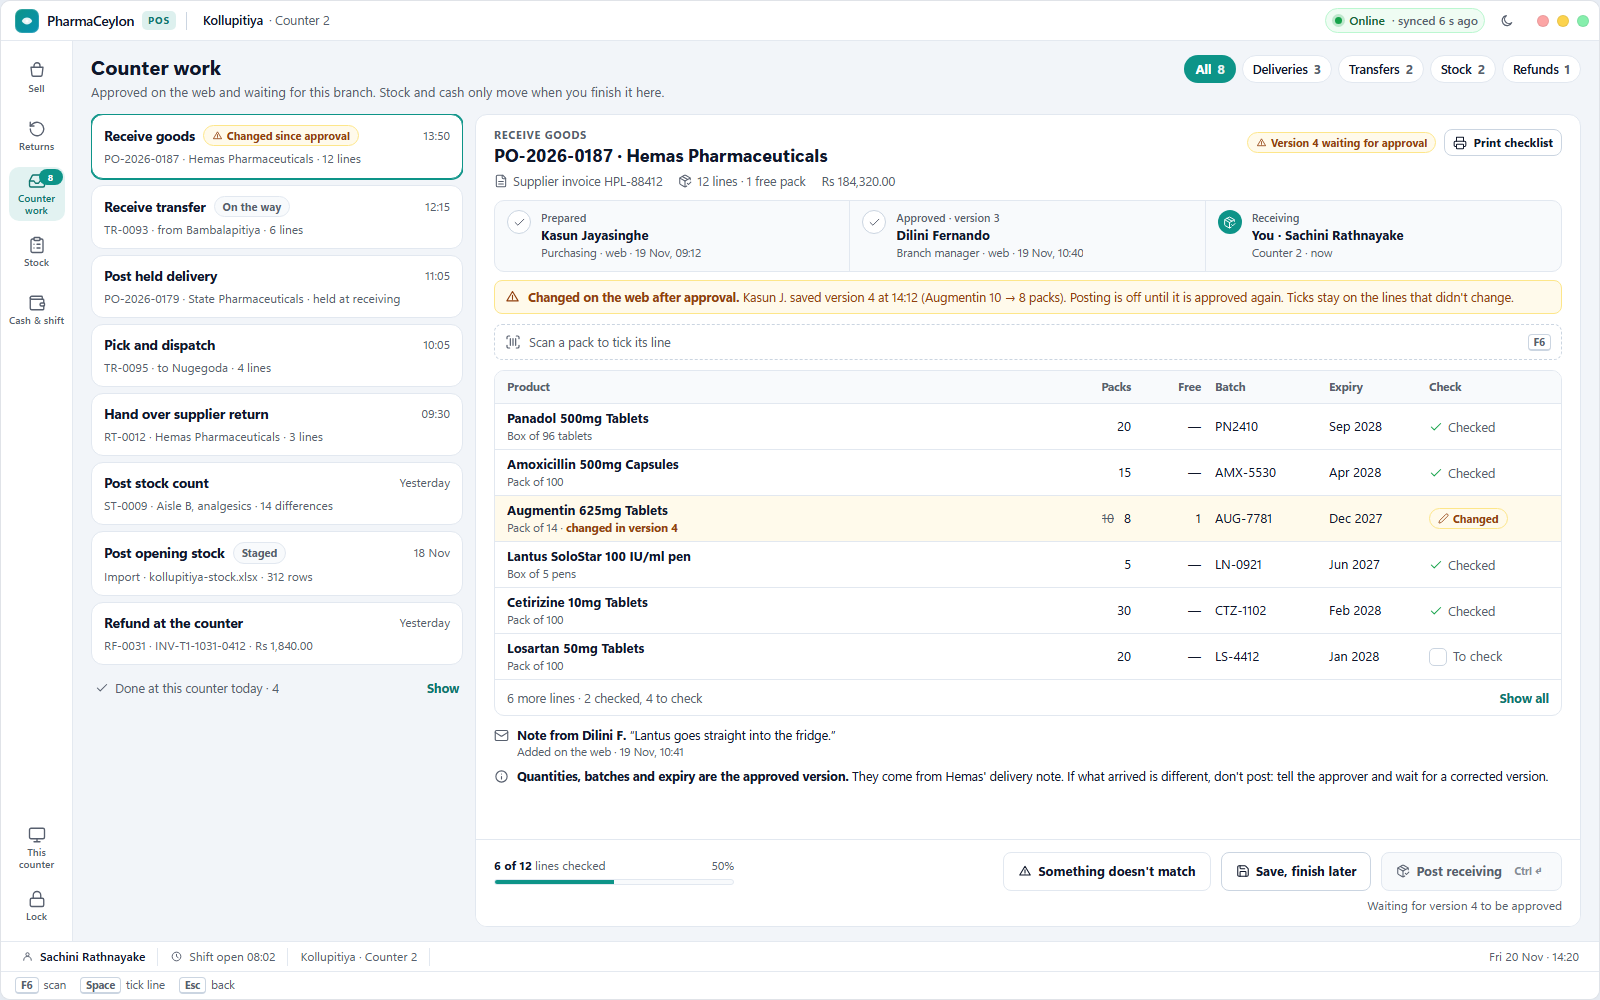 PharmaCeylon POS Kollupitiya · Counter 2
Online · synced 6 s ago
Sell
Returns
8
Counter work
Stock
Cash & shift
This counter
Lock
Counter work
Approved on the web and waiting for this branch. Stock and cash only move when you finish it here.
All 8 Deliveries 3 Transfers 2 Stock 2 Refunds 1
Receive goods Changed since approval 13:50
PO-2026-0187 · Hemas Pharmaceuticals · 12 lines
Receive transfer On the way 12:15
TR-0093 · from Bambalapitiya · 6 lines
Post held delivery 11:05
PO-2026-0179 · State Pharmaceuticals · held at receiving
Pick and dispatch 10:05
TR-0095 · to Nugegoda · 4 lines
Hand over supplier return 09:30
RT-0012 · Hemas Pharmaceuticals · 3 lines
Post stock count Yesterday
ST-0009 · Aisle B, analgesics · 14 differences
Post opening stock Staged 18 Nov
Import · kollupitiya-stock.xlsx · 312 rows
Refund at the counter Yesterday
RF-0031 · INV-T1-1031-0412 · Rs 1,840.00
Done at this counter today · 4 Show
RECEIVE GOODS
PO-2026-0187 · Hemas Pharmaceuticals
Version 4 waiting for approval Print checklist
Supplier invoice HPL-88412 12 lines · 1 free pack Rs 184,320.00
Prepared
Kasun Jayasinghe
Purchasing · web · 19 Nov, 09:12
Approved · version 3
Dilini Fernando
Branch manager · web · 19 Nov, 10:40
Receiving
You · Sachini Rathnayake
Counter 2 · now
Changed on the web after approval. Kasun J. saved version 4 at 14:12 (Augmentin 10 → 8 packs). Posting is off until it is approved again. Ticks stay on the lines that didn't change.
Scan a pack to tick its line F6
Product Packs Free Batch Expiry Check
Panadol 500mg Tablets
Box of 96 tablets
20 — PN2410 Sep 2028 Checked
Amoxicillin 500mg Capsules
Pack of 100
15 — AMX-5530 Apr 2028 Checked
Augmentin 625mg Tablets
Pack of 14 · changed in version 4
10 8 1 AUG-7781 Dec 2027 Changed
Lantus SoloStar 100 IU/ml pen
Box of 5 pens
5 — LN-0921 Jun 2027 Checked
Cetirizine 10mg Tablets
Pack of 100
30 — CTZ-1102 Feb 2028 Checked
Losartan 50mg Tablets
Pack of 100
20 — LS-4412 Jan 2028 To check
6 more lines · 2 checked, 4 to check Show all
Note from Dilini F. “Lantus goes straight into the fridge.”
Added on the web · 19 Nov, 10:41
Quantities, batches and expiry are the approved version. They come from Hemas' delivery note. If what arrived is different, don't post: tell the approver and wait for a corrected version.
6 of 12 lines checked 50%
Something doesn't match Save, finish later Post receiving Ctrl ↵
Waiting for version 4 to be approved
Sachini Rathnayake Shift open 08:02 Kollupitiya · Counter 2 Fri 20 Nov · 14:20
F6 scan Space tick line Esc back